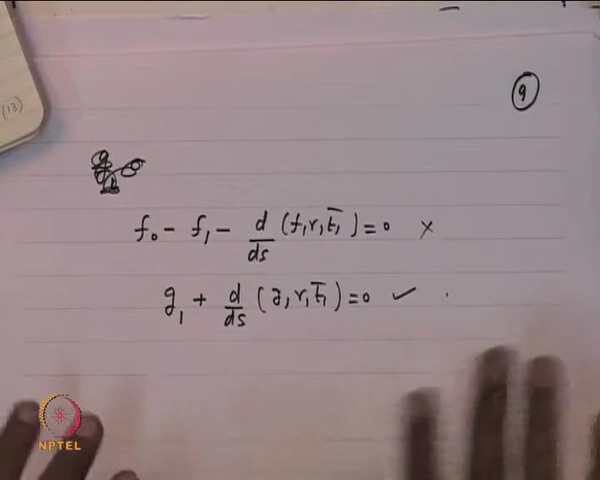 (13)
9
f₀ - f₁ - d/ds (f₁ r₁ t̄₁) = 0 ×
g₁ + d/ds (g₁ r₁ t̄₁) = 0 ✓
NPTEL